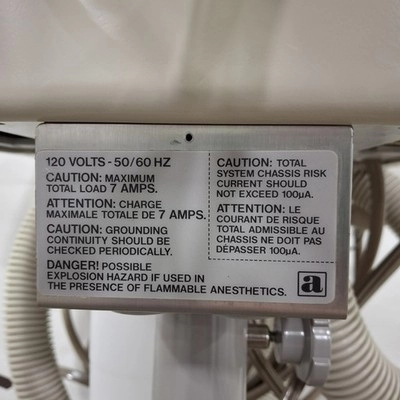 120 VOLTS - 50/60 HZ
CAUTION: MAXIMUM
TOTAL LOAD 7 AMPS.
ATTENTION: CHARGE
MAXIMALE TOTALE DE 7 AMPS.
CAUTION: GROUNDING
CONTINUITY SHOULD BE
CHECKED PERIODICALLY.
DANGER! POSSIBLE
EXPLOSION HAZARD IF USED IN
THE PRESENCE OF FLAMMABLE ANESTHETICS.
CAUTION: TOTAL
SYSTEM CHASSIS RISK
CURRENT SHOULD
NOT EXCEED 100µA.
ATTENTION: LE
COURANT DE RISQUE
TOTAL ADMISSIBLE AU
CHASSIS NE DOIT PAS
DÉPASSER 100µA.
a